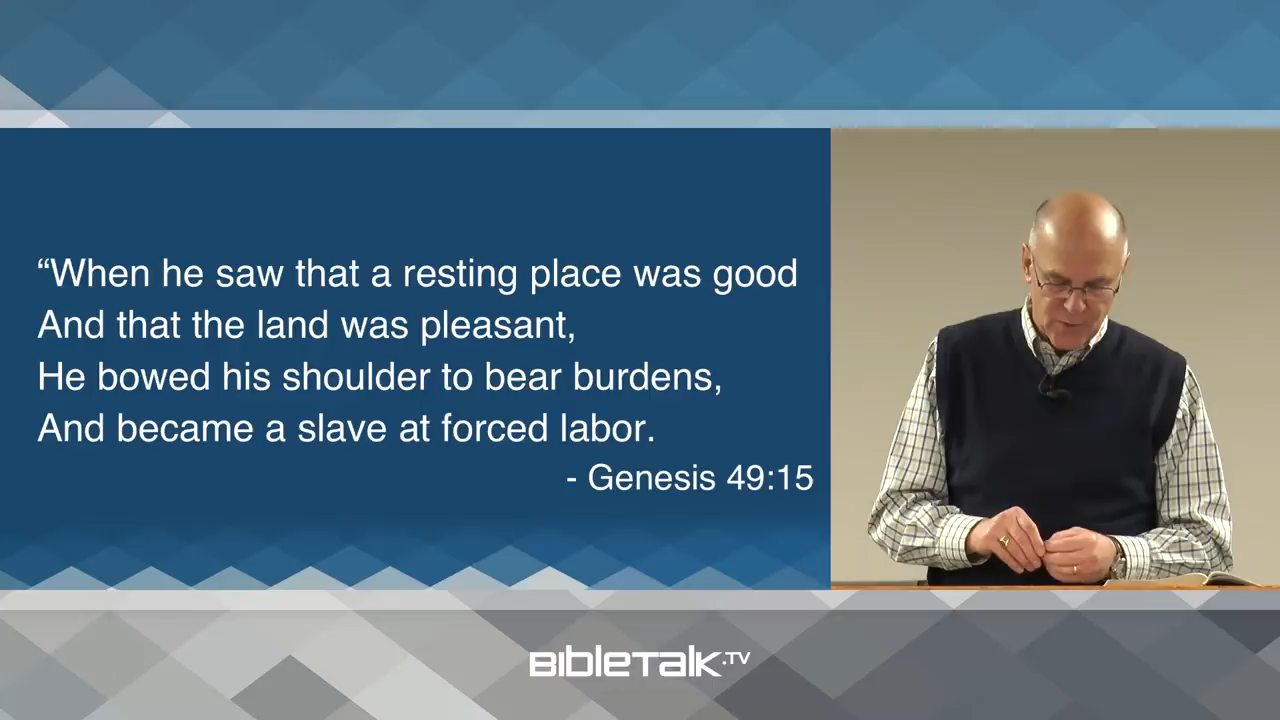 “When he saw that a resting place was good
And that the land was pleasant,
He bowed his shoulder to bear burdens,
And became a slave at forced labor.
- Genesis 49:15
BIBLETALK.TV